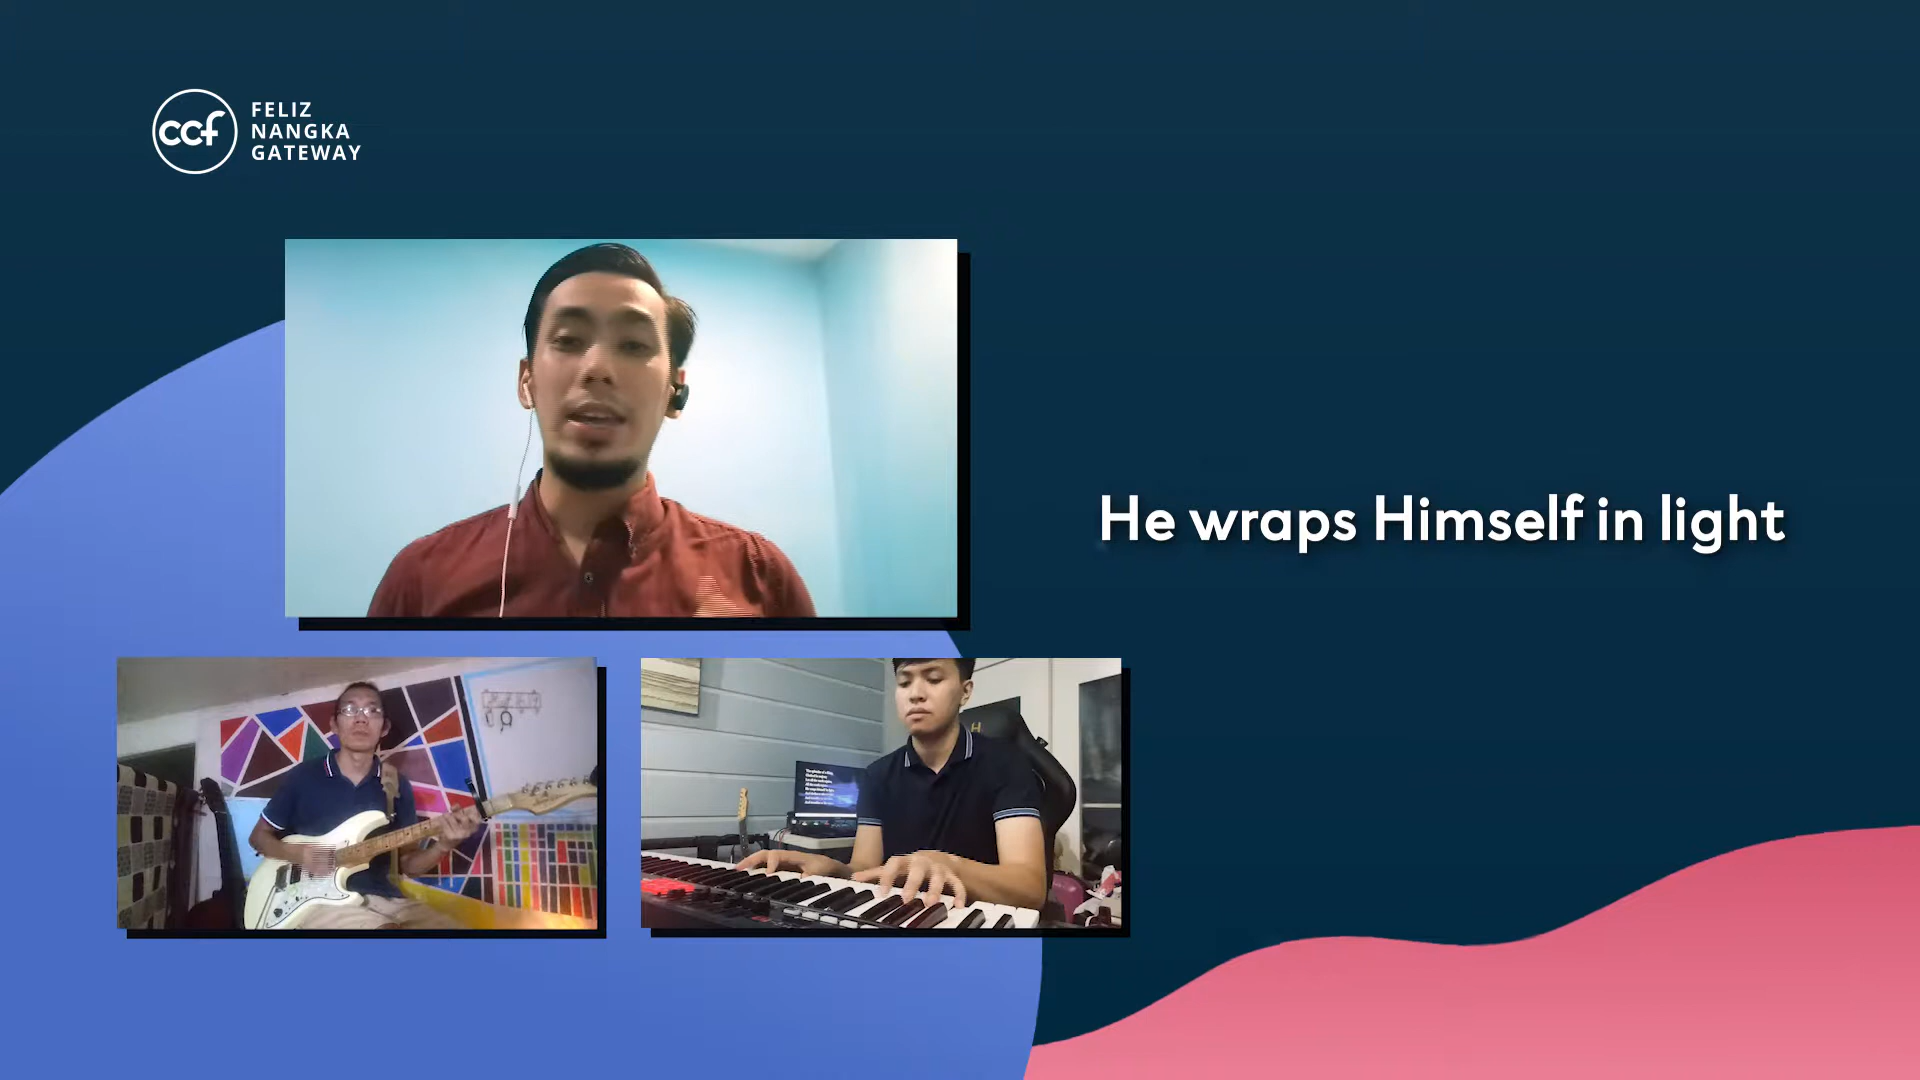 ccf
FELIZ
NANGKA
GATEWAY
He wraps Himself in light